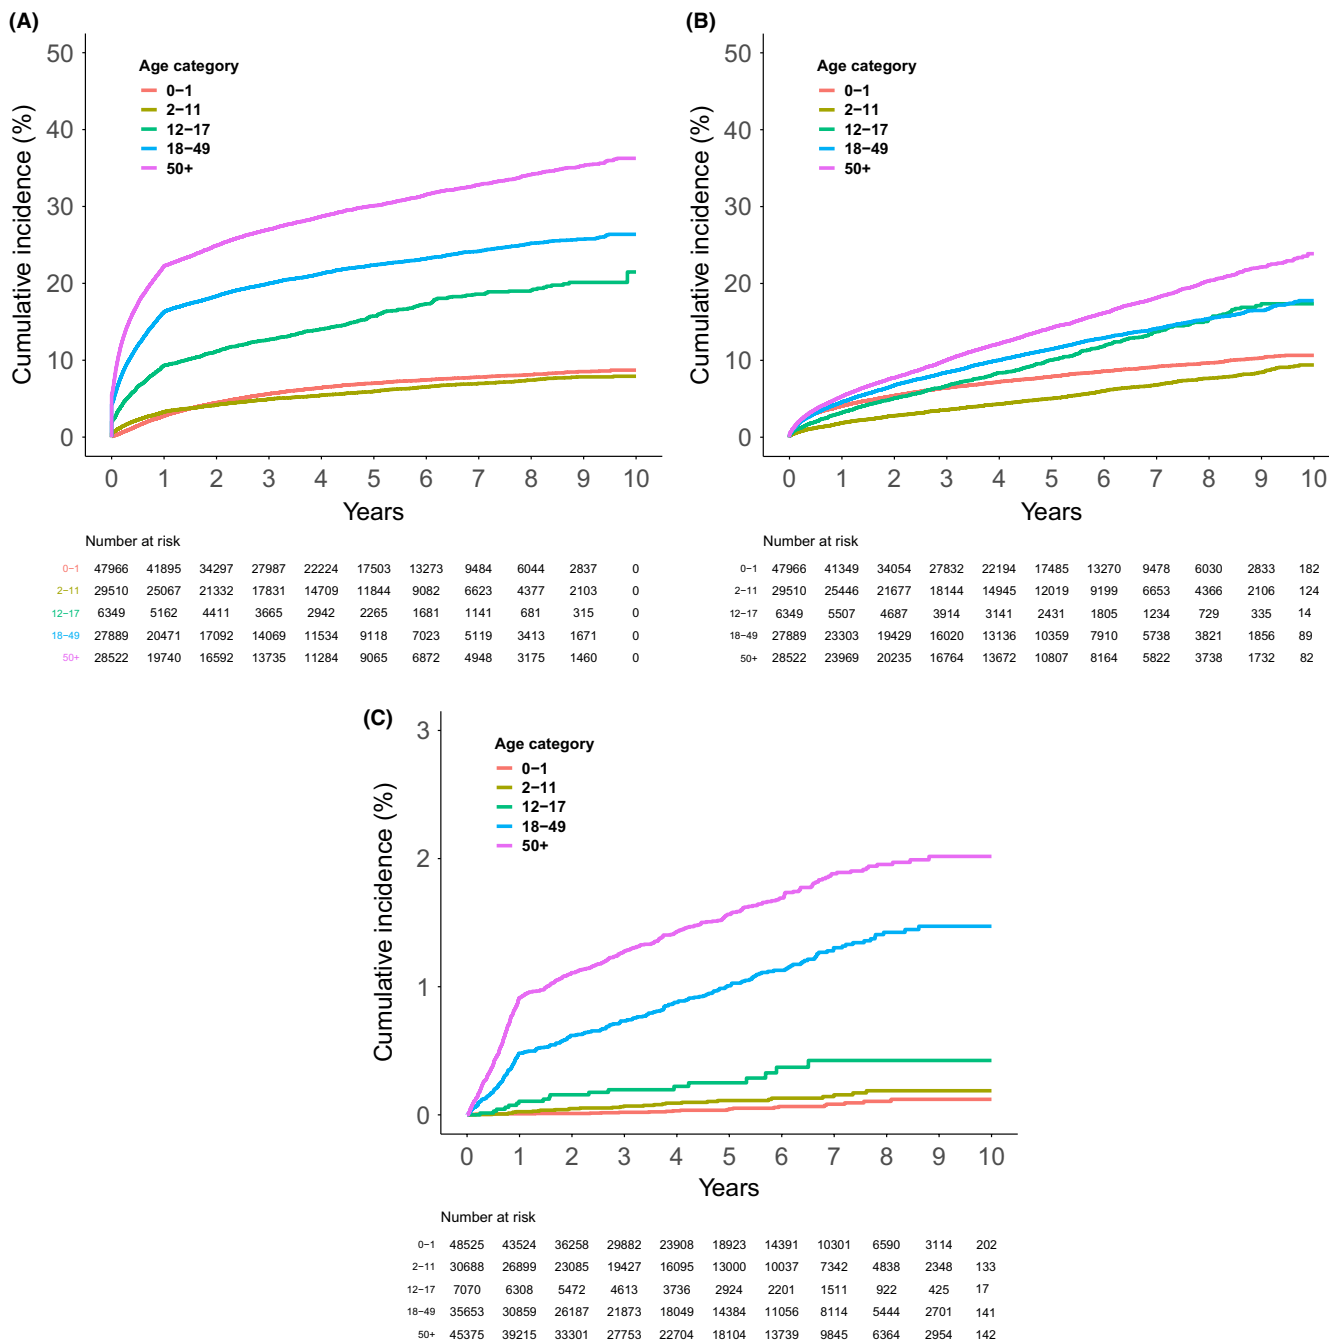 (A)
Cumulative incidence (%)
50
40
30
20
10
0
Age category
0−1
2−11
12−17
18−49
50+
0 1 2 3 4 5 6 7 8 9 10
Years
Number at risk
0−1 47966 41895 34297 27987 22224 17503 13273 9484 6044 2837 0
2−11 29510 25067 21332 17831 14709 11844 9082 6623 4377 2103 0
12−17 6349 5162 4411 3665 2942 2265 1681 1141 681 315 0
18−49 27889 20471 17092 14069 11534 9118 7023 5119 3413 1671 0
50+ 28522 19740 16592 13735 11284 9065 6872 4948 3175 1460 0
(B)
Cumulative incidence (%)
50
40
30
20
10
0
Age category
0−1
2−11
12−17
18−49
50+
0 1 2 3 4 5 6 7 8 9 10
Years
Number at risk
0−1 47966 41349 34054 27832 22194 17485 13270 9478 6030 2833 182
2−11 29510 25446 21677 18144 14945 12019 9199 6653 4366 2106 124
12−17 6349 5507 4687 3914 3141 2431 1805 1234 729 335 14
18−49 27889 23303 19429 16020 13136 10359 7910 5738 3821 1856 89
50+ 28522 23969 20235 16764 13672 10807 8164 5822 3738 1732 82
(C)
Cumulative incidence (%)
3
2
1
0
Age category
0−1
2−11
12−17
18−49
50+
0 1 2 3 4 5 6 7 8 9 10
Years
Number at risk
0−1 48525 43524 36258 29882 23908 18923 14391 10301 6590 3114 202
2−11 30688 26899 23085 19427 16095 13000 10037 7342 4838 2348 133
12−17 7070 6308 5472 4613 3736 2924 2201 1511 922 425 17
18−49 35653 30859 26187 21873 18049 14384 11056 8114 5444 2701 141
50+ 45375 39215 33301 27753 22704 18104 13739 9845 6364 2954 142